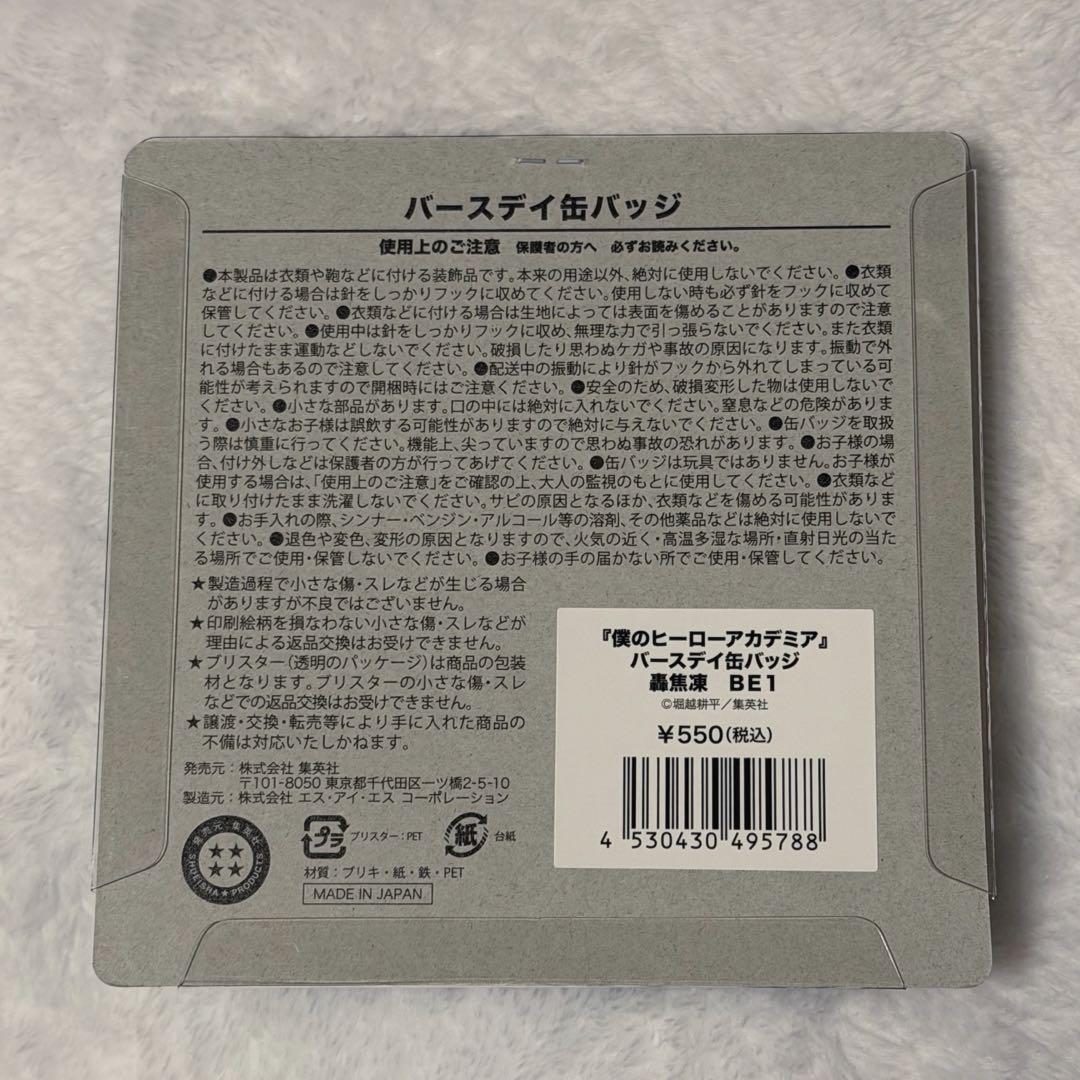 バースデイ缶バッジ
使用上のご注意 保護者の方へ 必ずお読みください。
●本製品は衣類や鞄などに付ける装飾品です。本来の用途以外、絶対に使用しないでください。●衣類
などに付ける場合は針をしっかりフックに収めてください。使用しない時も必ず針をフックに収めて
保管してください。●衣類などに付ける場合は生地によっては表面を傷めることがありますので注意
してください。●使用中は針をしっかりフックに収め、無理な力で引っ張らないでください。また衣類
に付けたまま運動などしないでください。破損したり思わぬケガや事故の原因になります。振動で外
れる場合もあるので注意してください。●配送中の振動により針がフックから外れてしまっている可
能性が考えられますので開梱時にはご注意ください。●安全のため、破損変形した物は使用しないで
ください。●小さな部品があります。口の中には絶対に入れないでください。窒息などの危険がありま
す。●小さなお子様は誤飲する可能性がありますので絶対に与えないでください。●缶バッジを取扱
う際は慎重に行ってください。機能上、尖っていますので思わぬ事故の恐れがあります。●お子様の場
合、付け外しなどは保護者の方が行ってあげてください。●缶バッジは玩具ではありません。お子様が
使用する場合は、「使用上のご注意」をご確認の上、大人の監視のもとに使用してください。●衣類など
に取り付けたまま洗濯しないでください。サビの原因となるほか、衣類などを傷める可能性がありま
す。●お手入れの際、シンナー・ベンジン・アルコール等の溶剤、その他薬品などは絶対に使用しないで
ください。●退色や変色、変形の原因となりますので、火気の近く・高温多湿な場所・直射日光の当た
る場所でご使用・保管しないでください。●お子様の手の届かない所でご使用・保管してください。
★製造過程で小さな傷・スレなどが生じる場合
がありますが不良ではございません。
★印刷絵柄を損なわない小さな傷・スレなどが
理由による返品交換はお受けできません。
★ブリスター（透明のパッケージ）は商品の包装
材となります。ブリスターの小さな傷・スレ
などでの返品交換はお受けできません。
★譲渡・交換・転売等により手に入れた商品の
不備は対応いたしかねます。
発売元：株式会社 集英社
〒101-8050 東京都千代田区一ツ橋2-5-10
製造元：株式会社 エス・アイ・エス コーポレーション
発売元・集英社
SHUEISHA★PRODUCTS
プラ ブリスター：PET
紙 台紙
材質：ブリキ・紙・鉄・PET
MADE IN JAPAN
『僕のヒーローアカデミア』
バースデイ缶バッジ
轟焦凍 BE1
©堀越耕平／集英社
¥550(税込)
4 530430 495788